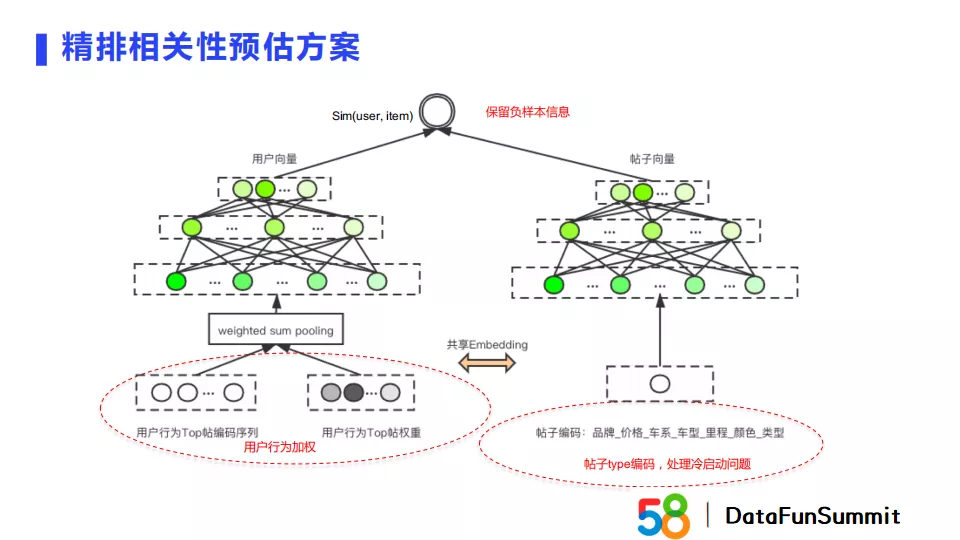 精排相关性预估方案
Sim(user, item)
保留负样本信息
用户向量
帖子向量
...
...
... ...
... ...
... ... ...
... ... ...
weighted sum pooling
共享Embedding
...
...
用户行为Top帖编码序列
用户行为Top帖权重
帖子编码：品牌_价格_车系_车型_里程_颜色_类型
用户行为加权
帖子type编码，处理冷启动问题
58 | DataFunSummit